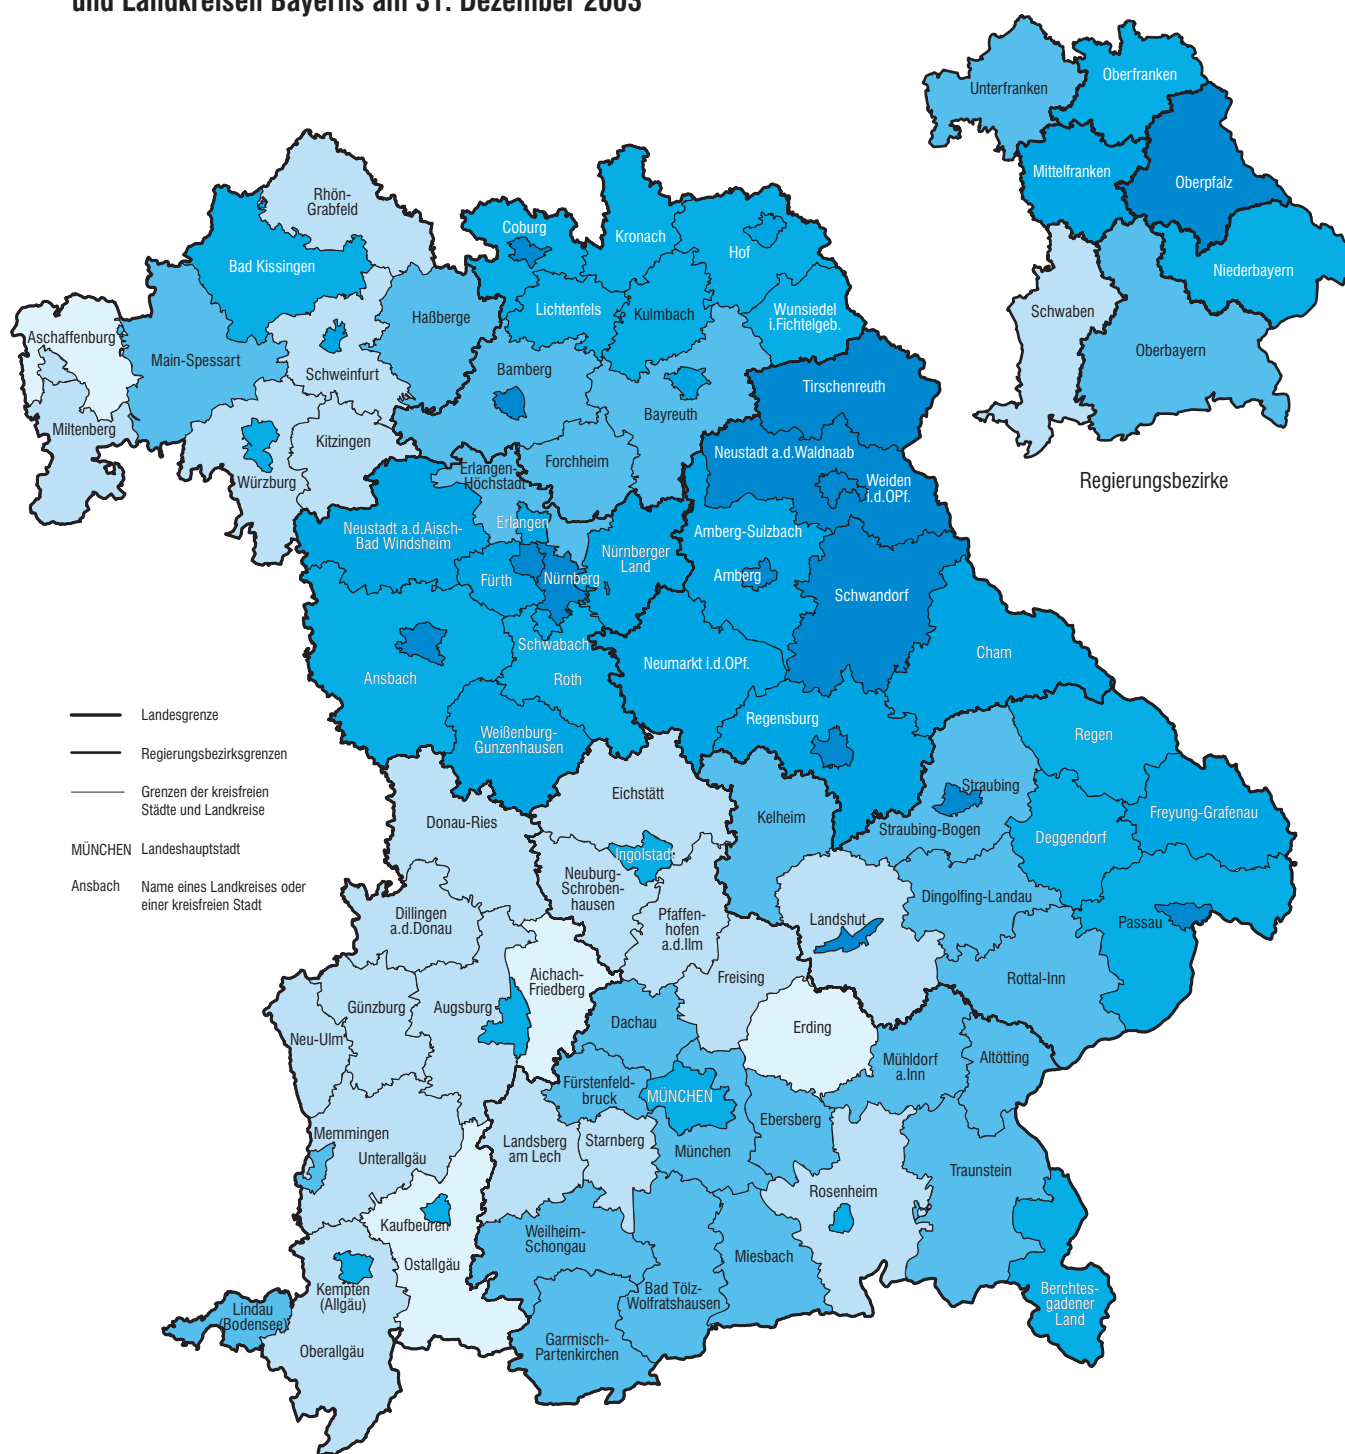 und Landkreisen Bayerns am 31. Dezember 2003
Unterfranken
Oberfranken
Mittelfranken
Oberpfalz
Niederbayern
Schwaben
Oberbayern
Regierungsbezirke
Rhön-
Grabfeld
Bad Kissingen
Coburg
Kronach
Hof
Lichtenfels
Kulmbach
Wunsiedel
i.Fichtelgeb.
Aschaffenburg
Main-Spessart
Haßberge
Schweinfurt
Bamberg
Bayreuth
Tirschenreuth
Miltenberg
Kitzingen
Würzburg
Erlangen-
Höchstadt
Forchheim
Neustadt a.d.Waldnaab
Weiden
i.d.OPf.
Neustadt a.d.Aisch-
Bad Windsheim
Erlangen
Nürnberger
Land
Amberg-Sulzbach
Fürth
Nürnberg
Amberg
Schwandorf
Schwabach
Ansbach
Roth
Neumarkt i.d.OPf.
Cham
Weißenburg-
Gunzenhausen
Regensburg
Regen
Landesgrenze
Regierungsbezirksgrenzen
Grenzen der kreisfreien
Städte und Landkreise
MÜNCHEN Landeshauptstadt
Ansbach Name eines Landkreises oder
einer kreisfreien Stadt
Eichstätt
Donau-Ries
Kelheim
Straubing
Straubing-Bogen
Deggendorf
Freyung-Grafenau
Ingolstadt
Neuburg-
Schroben-
hausen
Dillingen
a.d.Donau
Pfaffen-
hofen
a.d.Ilm
Landshut
Dingolfing-Landau
Passau
Aichach-
Friedberg
Freising
Rottal-Inn
Günzburg
Augsburg
Neu-Ulm
Dachau
Erding
Mühldorf
a.Inn
Altötting
Fürstenfeld-
bruck
MÜNCHEN
Ebersberg
Memmingen
Unterallgäu
Landsberg
am Lech
Starnberg
München
Traunstein
Rosenheim
Kaufbeuren
Weilheim-
Schongau
Miesbach
Ostallgäu
Kempten
(Allgäu)
Bad Tölz-
Wolfratshausen
Berchtes-
gadener
Land
Lindau
(Bodensee)
Oberallgäu
Garmisch-
Partenkirchen